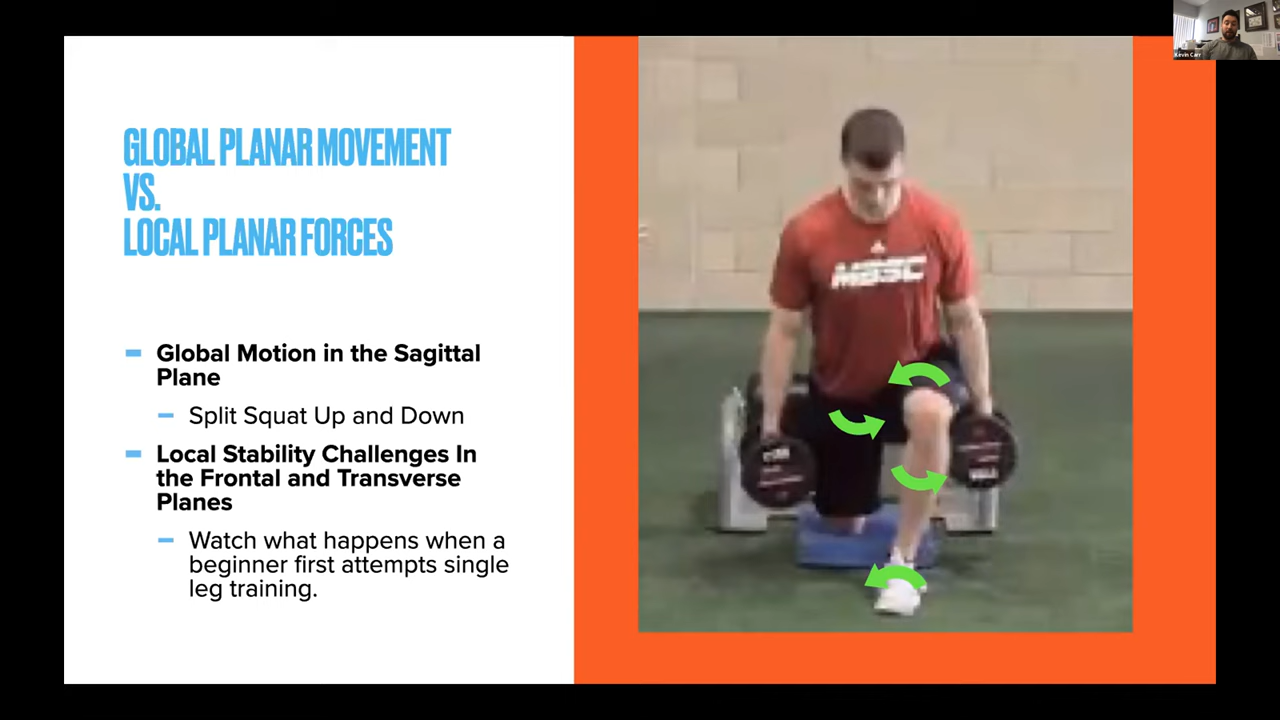 Kevin Carr
GLOBAL PLANAR MOVEMENT
VS.
LOCAL PLANAR FORCES
MBSC
Global Motion in the Sagittal
Plane
Split Squat Up and Down
Local Stability Challenges In
the Frontal and Transverse
Planes
Watch what happens when a
beginner first attempts single
leg training.